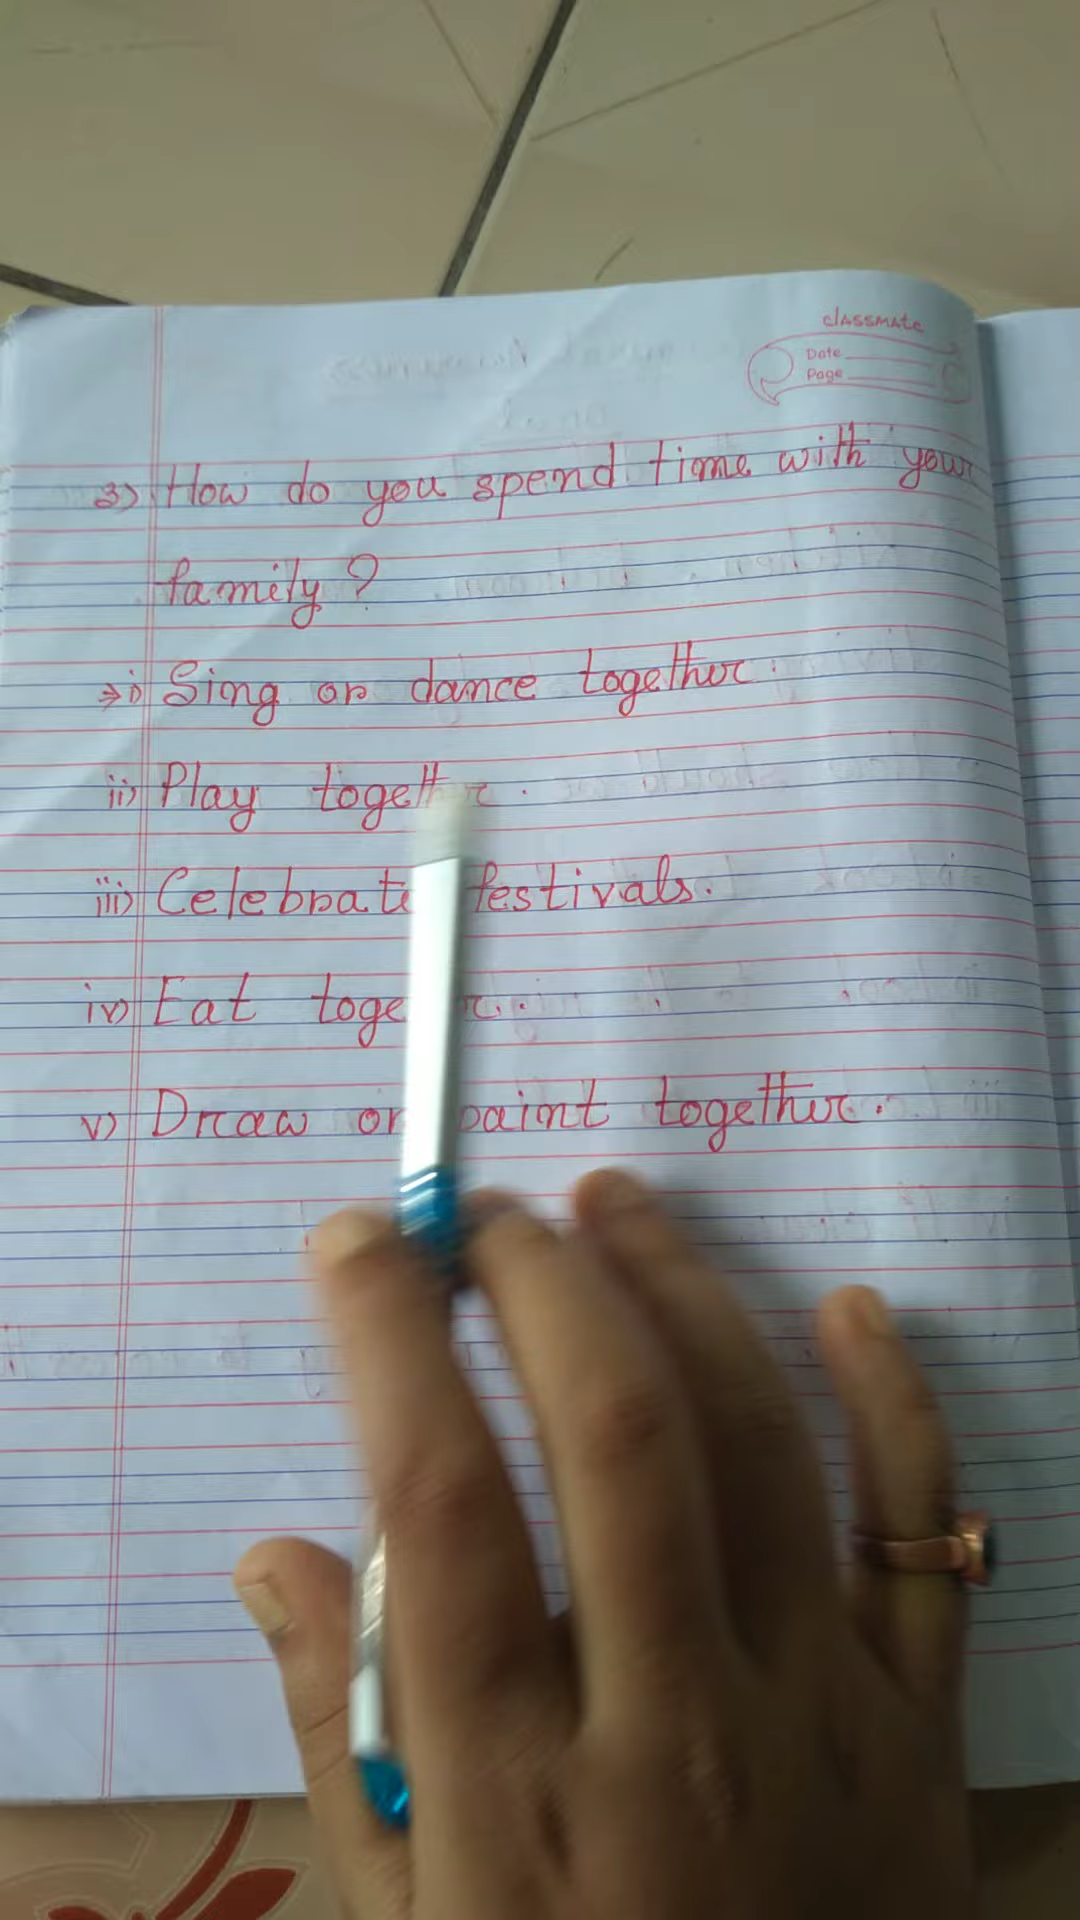 classmate
Date
Page
3) How do you spend time with your
family?
⇒i) Sing or dance together.
ii) Play together.
iii) Celebrate festivals.
iv) Eat
v) Draw or paint together.